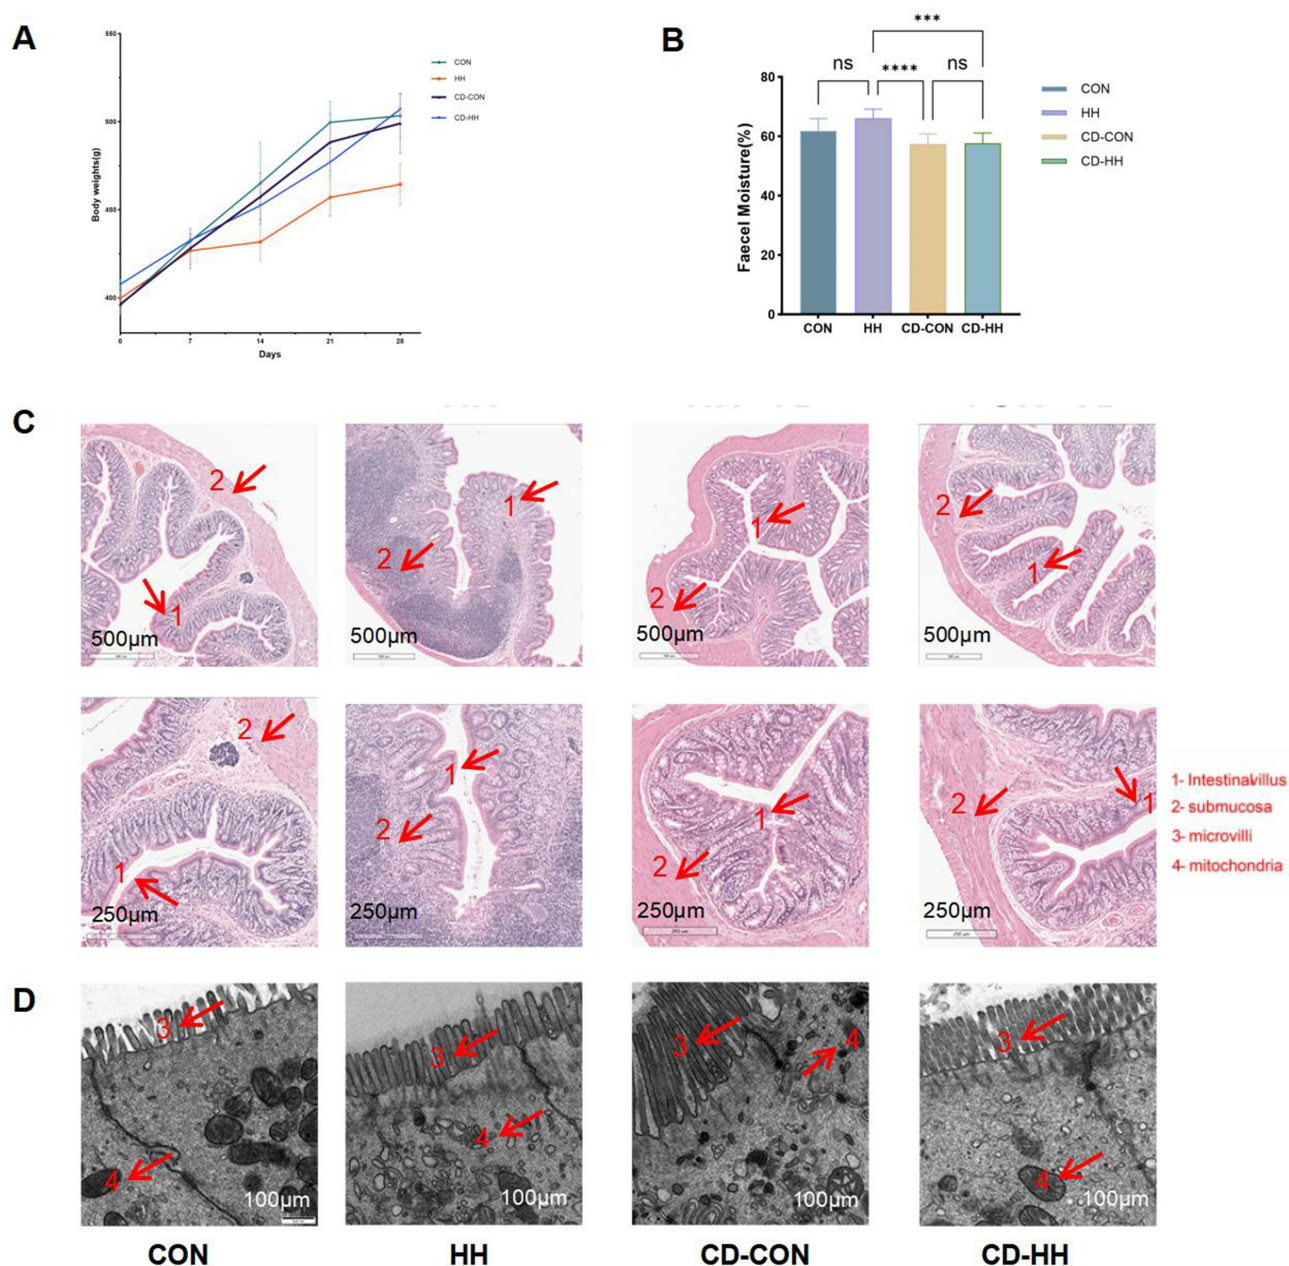 A
550
500
450
400
Body weights(g)
0 7 14 21 28
Days
CON
HH
CD-CON
CD-HH
B
***
ns **** ns
80
60
40
20
0
Faecel Moisture(%)
CON HH CD-CON CD-HH
CON
HH
CD-CON
CD-HH
C
2 1 500μm
1 2 500μm
1 2 500μm
2 1 500μm
2 1 250μm
1 2 250μm
1 2 250μm
250 μm
2 1 250μm
250 μm
1- Intestinalvillus
2- submucosa
3- microvilli
4- mitochondria
D
3 4 100μm
3 4 100μm
3 4 100μm
3 4 100μm
CON HH CD-CON CD-HH